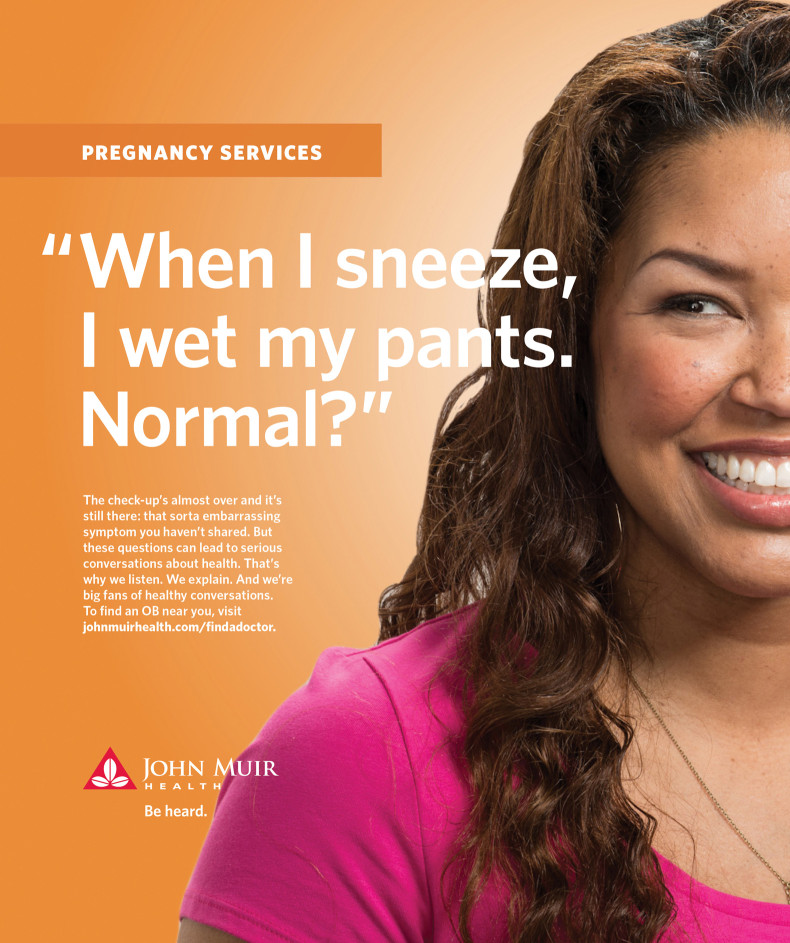 PREGNANCY SERVICES
“When I sneeze,
I wet my pants.
Normal?”
The check-up’s almost over and it’s
still there: that sorta embarrassing
symptom you haven’t shared. But
these questions can lead to serious
conversations about health. That’s
why we listen. We explain. And we’re
big fans of healthy conversations.
To find an OB near you, visit
johnmuirhealth.com/findadoctor.
JOHN MUIR
HEALTH
Be heard.